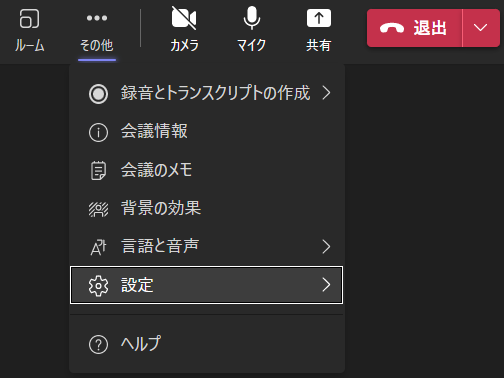 ルーム
その他
カメラ
マイク
共有
退出
録音とトランスクリプトの作成
会議情報
会議のメモ
背景の効果
言語と音声
設定
ヘルプ